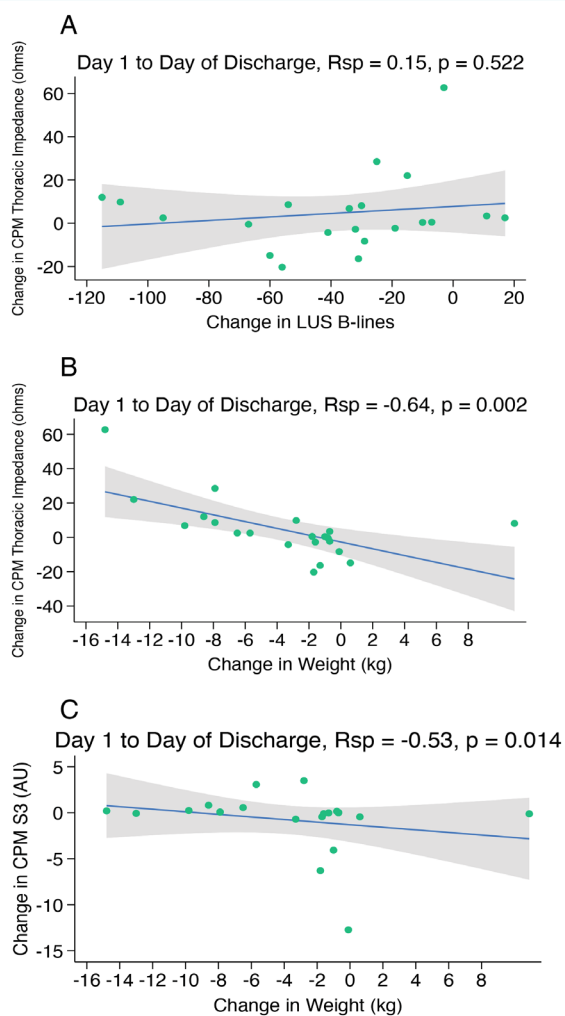 A
Day 1 to Day of Discharge, Rsp = 0.15, p = 0.522
Change in CPM Thoracic Impedance (ohms)
60
40
20
0
-20
-120 -100 -80 -60 -40 -20 0 20
Change in LUS B-lines
B
Day 1 to Day of Discharge, Rsp = -0.64, p = 0.002
Change in CPM Thoracic Impedance (ohms)
60
40
20
0
-20
-40
-16 -14 -12 -10 -8 -6 -4 -2 0 2 4 6 8
Change in Weight (kg)
C
Day 1 to Day of Discharge, Rsp = -0.53, p = 0.014
Change in CPM S3 (AU)
5
0
-5
-10
-15
-16 -14 -12 -10 -8 -6 -4 -2 0 2 4 6 8
Change in Weight (kg)